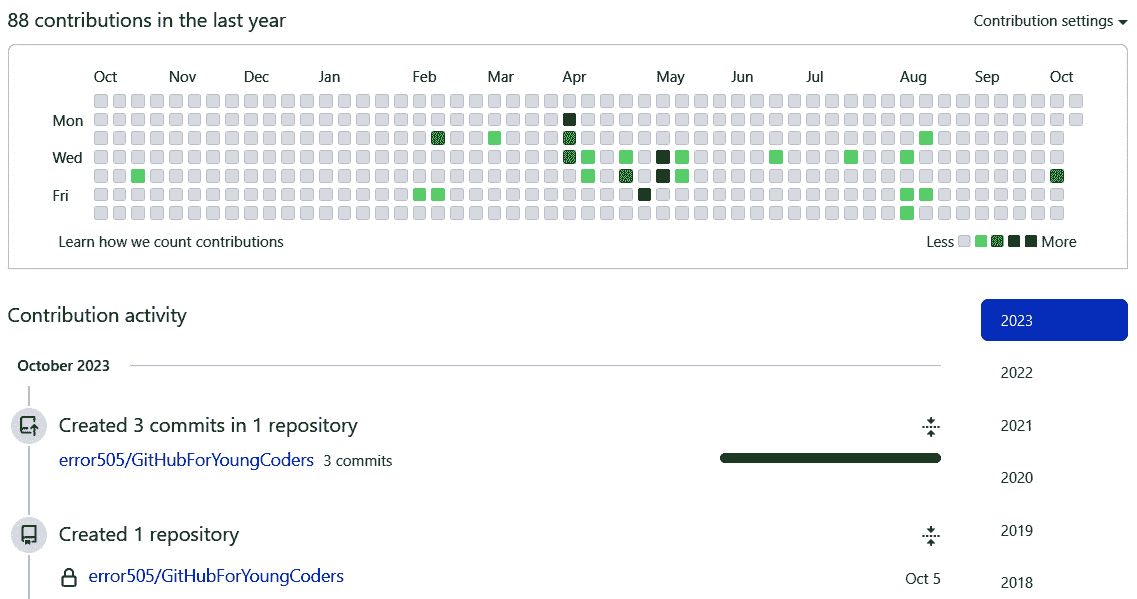 88 contributions in the last year
Contribution settings
Oct Nov Dec Jan Feb Mar Apr May Jun Jul Aug Sep Oct
Mon
Wed
Fri
Learn how we count contributions
Less More
Contribution activity
2023
October 2023
2022
Created 3 commits in 1 repository
2021
error505/GitHubForYoungCoders 3 commits
2020
Created 1 repository
2019
error505/GitHubForYoungCoders
Oct 5
2018